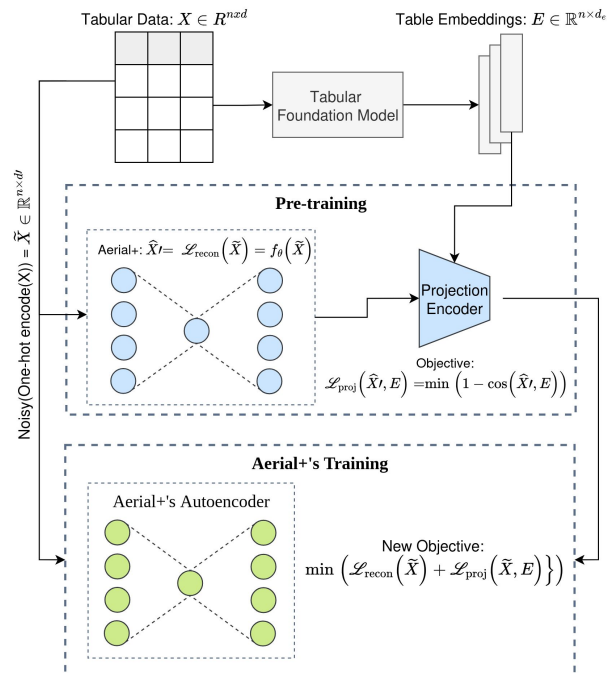 Tabular Data: X ∈ R^{nxd}
Table Embeddings: E ∈ ℝ^{n×d_e}
Tabular
Foundation Model
Noisy(One-hot encode(X)) = X̃ ∈ ℝ^{n×d′}
Pre-training
Aerial+: X̂′= ℒ_recon(X̃) = f_θ(X̃)
Projection
Encoder
Objective:
ℒ_proj(X̂′, E) =min (1 − cos(X̂′, E))
Aerial+'s Training
Aerial+'s Autoencoder
New Objective:
min (ℒ_recon(X̃) + ℒ_proj(X̃, E)})